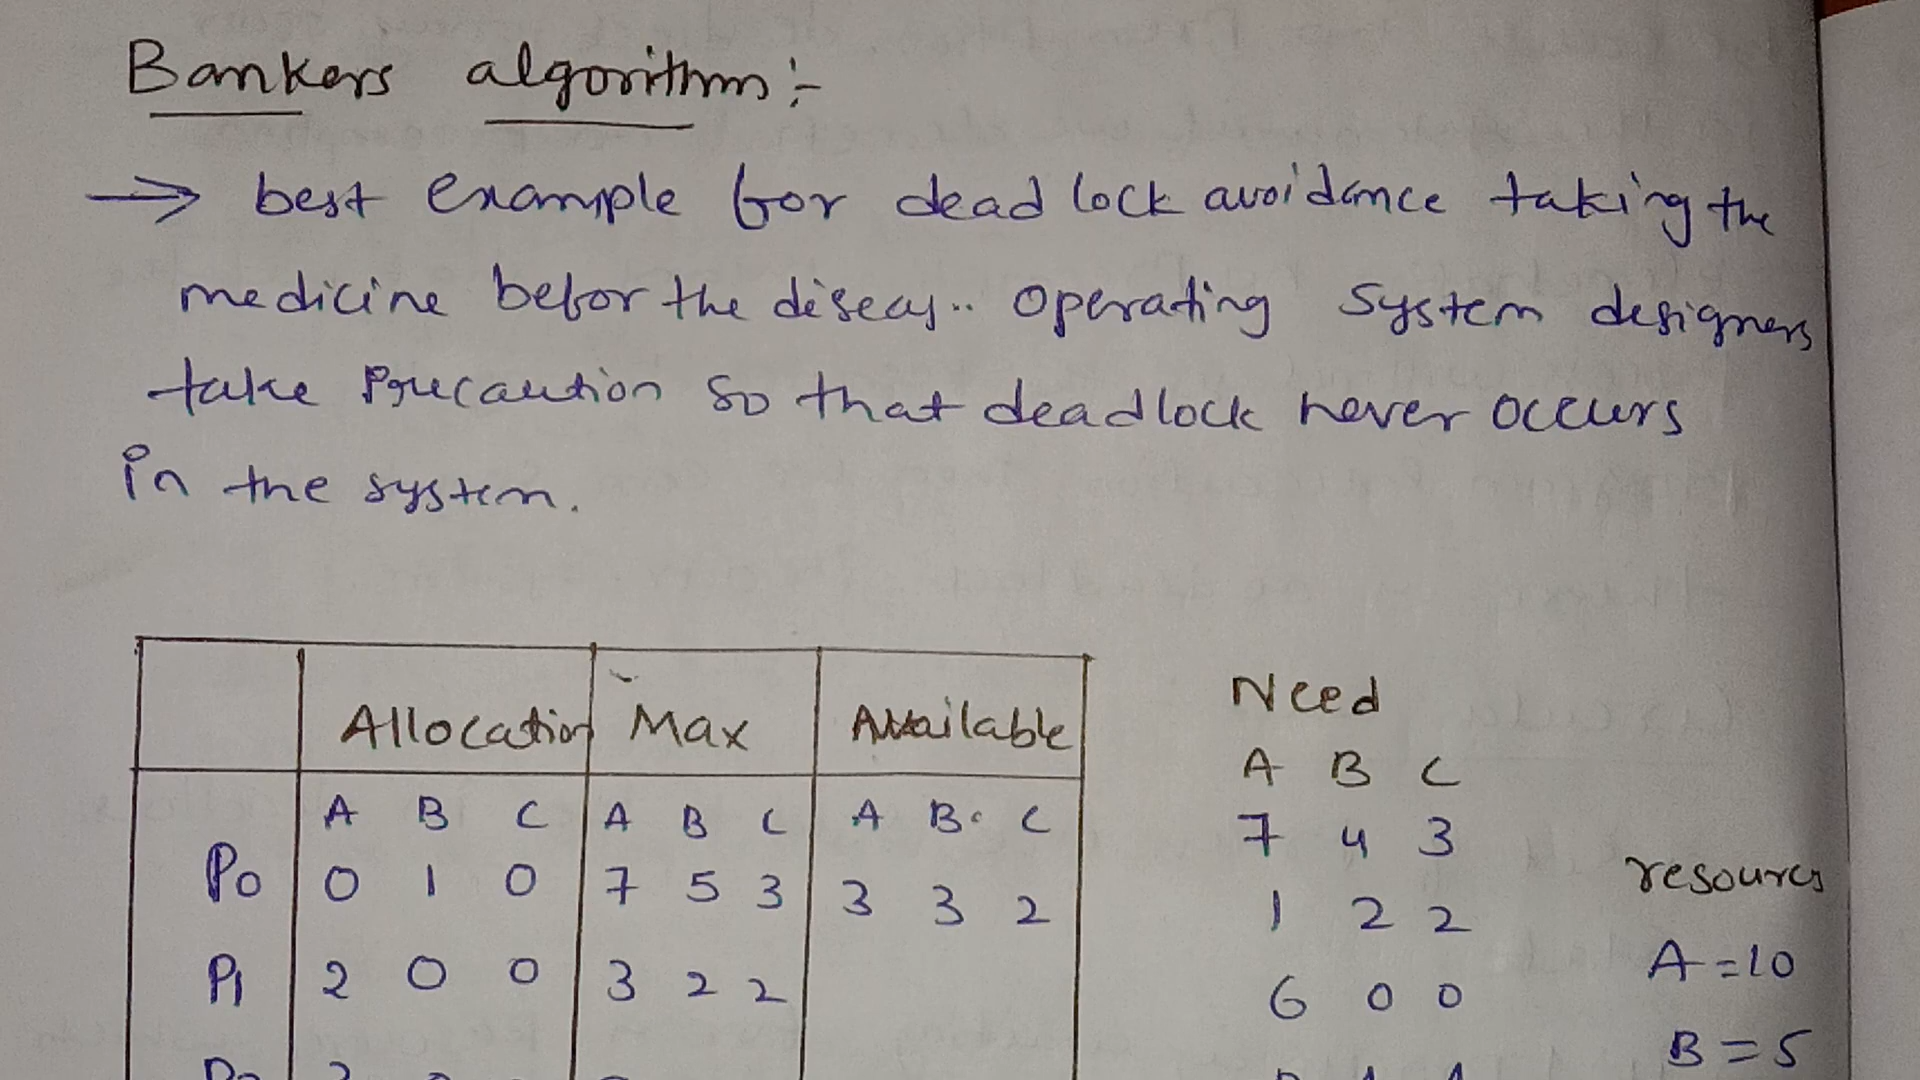 Bankers algorithm :-
→ best example for dead lock avoidance taking the
medicine befor the diseas.. Operating System designers
take Precaution so that deadlock never occurs
in the system.
Allocation Max Available
A B C A B C A B C
P0 0 1 0 7 5 3 3 3 2
P1 2 0 0 3 2 2
Need
A B C
7 4 3
1 2 2
6 0 0
resources
A = 10
B = 5